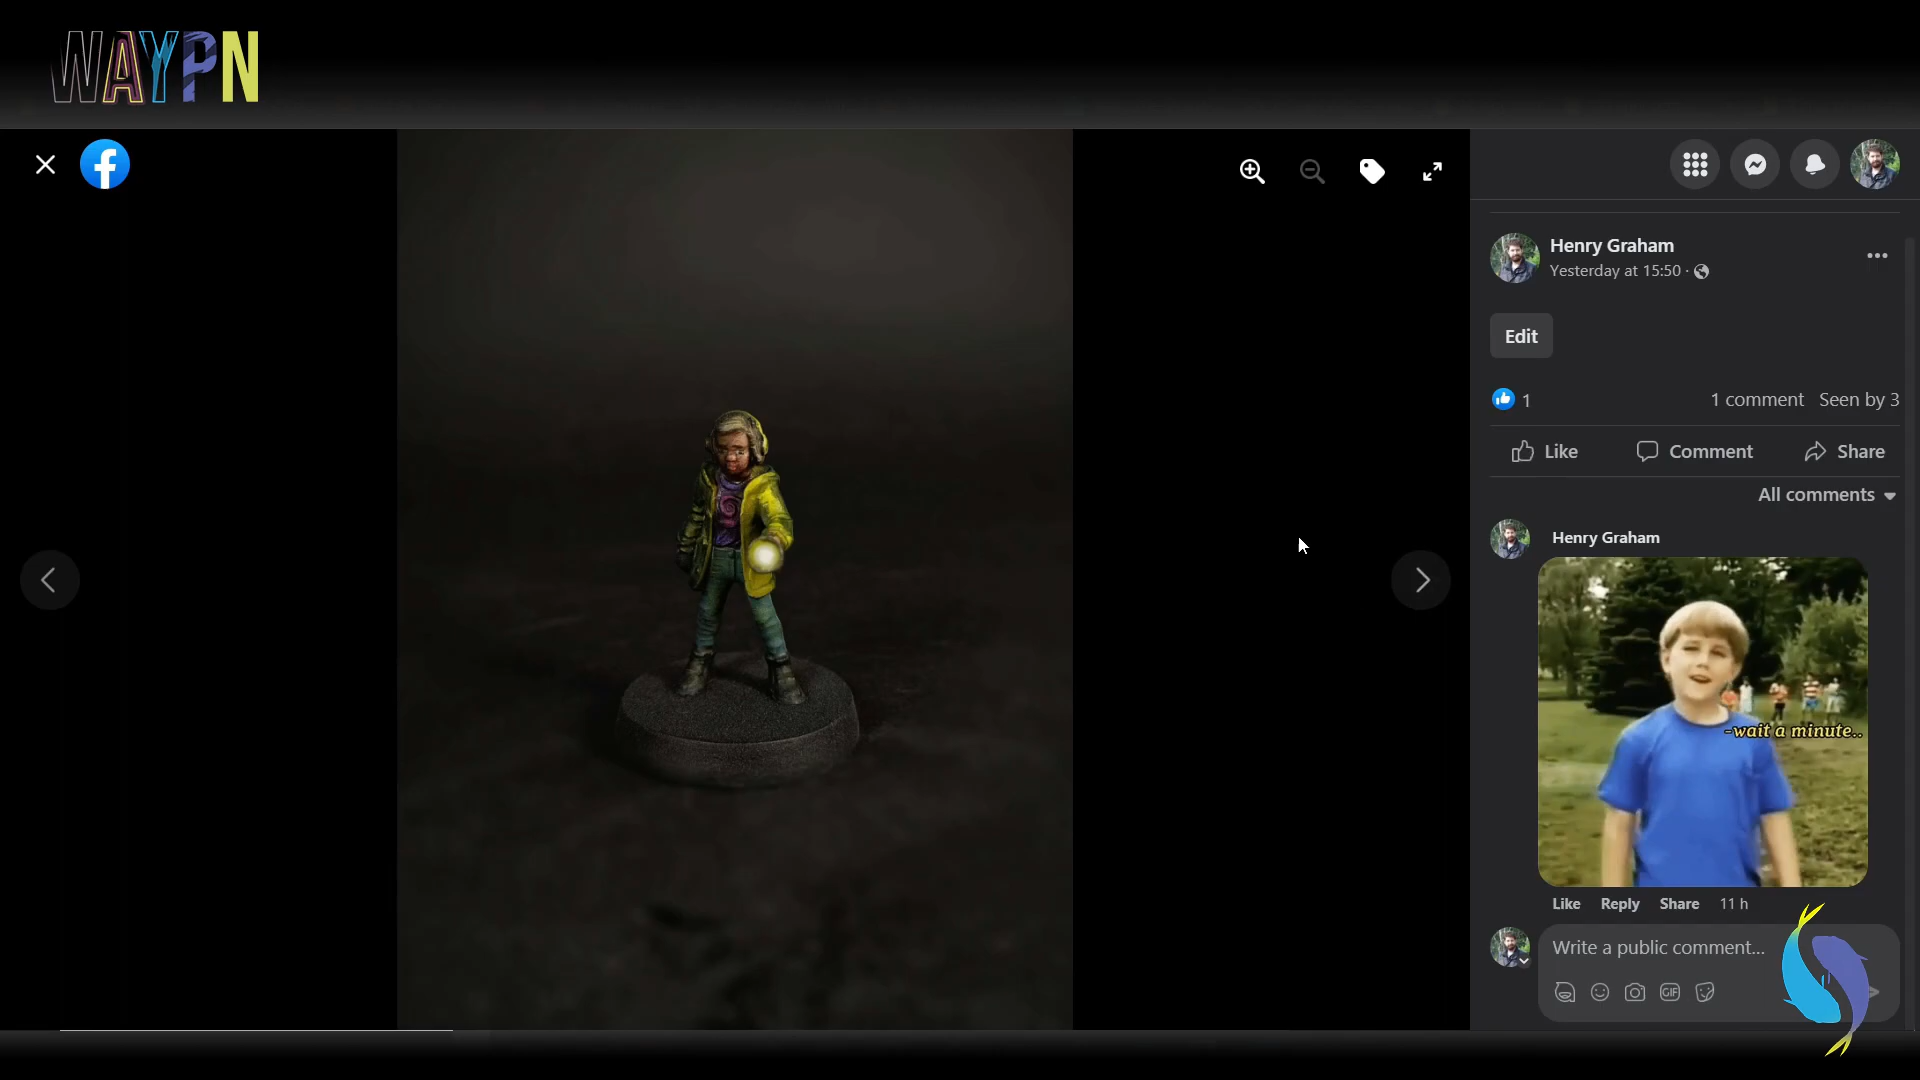 WAYPN
Henry Graham
Yesterday at 15:50 ·
Edit
1
1 comment Seen by 3
Like Comment Share
All comments
Henry Graham
-wait a minute..
Like Reply Share 11 h
Write a public comment...
GIF